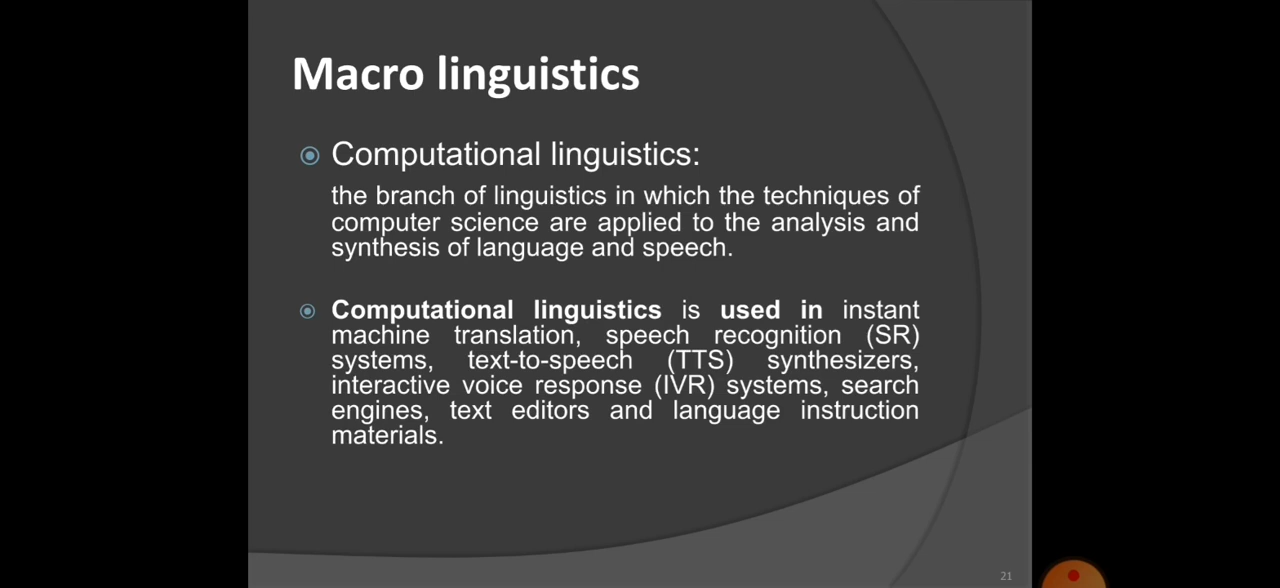 Macro linguistics
Computational linguistics:
the branch of linguistics in which the techniques of
computer science are applied to the analysis and
synthesis of language and speech.
Computational linguistics is used in instant
machine translation, speech recognition (SR)
systems, text-to-speech (TTS) synthesizers,
interactive voice response (IVR) systems, search
engines, text editors and language instruction
materials.
21